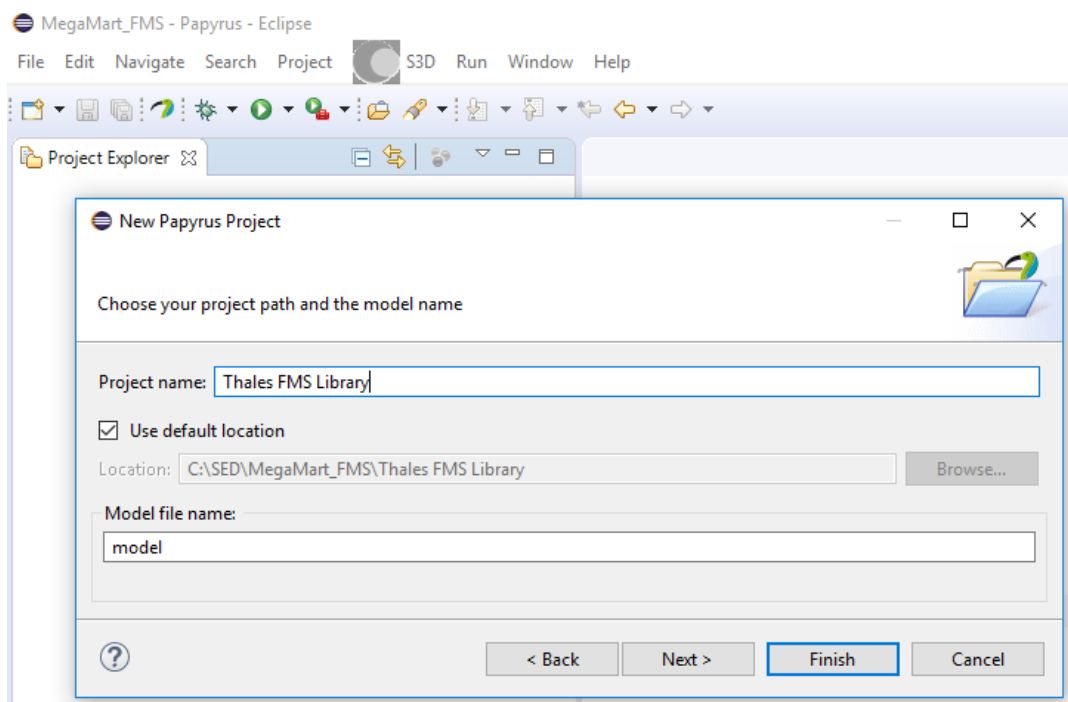 MegaMart_FMS - Papyrus - Eclipse
File Edit Navigate Search Project S3D Run Window Help
Project Explorer
New Papyrus Project
Choose your project path and the model name
Project name: Thales FMS Library
Use default location
Location: C:\SED\MegaMart_FMS\Thales FMS Library Browse...
Model file name:
model
< Back Next > Finish Cancel